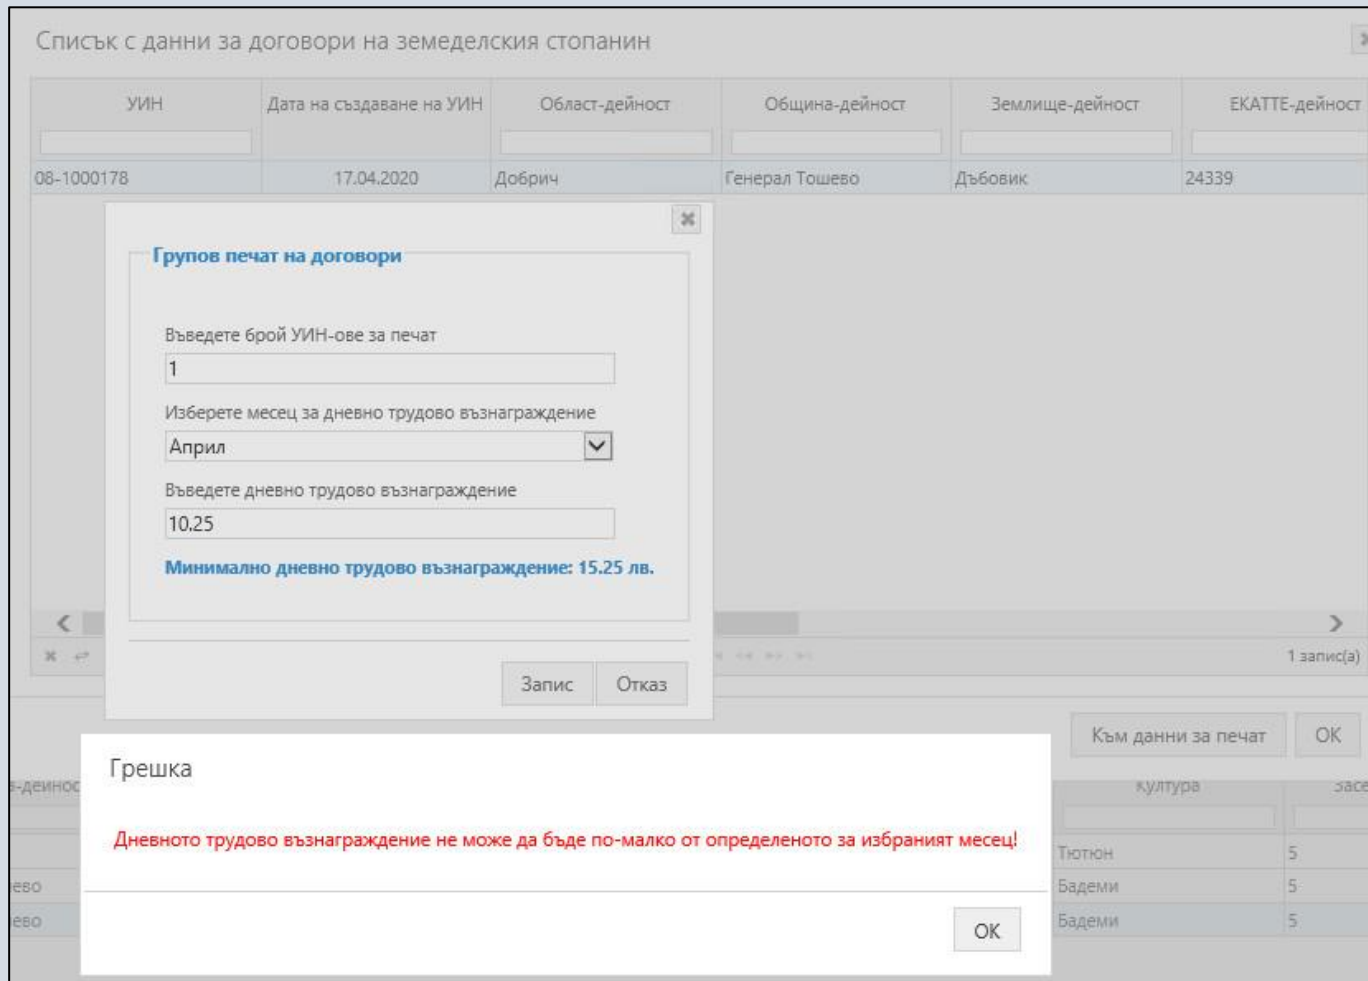 Списък с данни за договори на земеделския стопанин
УИН Дата на създаване на УИН Област-дейност Община-дейност Землище-дейност ЕКАТТЕ-дейност
08-1000178 17.04.2020 Добрич Генерал Тошево Дъбовик 24339
Групов печат на договори
Въведете брой УИН-ове за печат
1
Изберете месец за дневно трудово възнаграждение
Април
Въведете дневно трудово възнаграждение
10.25
Минимално дневно трудово възнаграждение: 15.25 лв.
1 запис(а)
Запис Отказ
Към данни за печат OK
Грешка
Култура
Дневното трудово възнаграждение не може да бъде по-малко от определеното за избраният месец!
Тютюн 5
Бадеми 5
Бадеми 5
OK